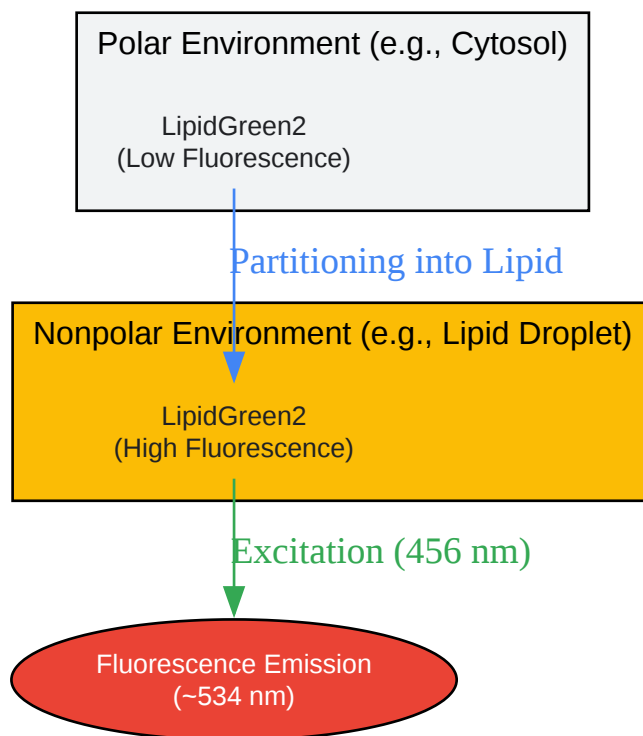 Polar Environment (e.g., Cytosol)
LipidGreen2
(Low Fluorescence)
Partitioning into Lipid
Nonpolar Environment (e.g., Lipid Droplet)
LipidGreen2
(High Fluorescence)
Excitation (456 nm)
Fluorescence Emission
(~534 nm)